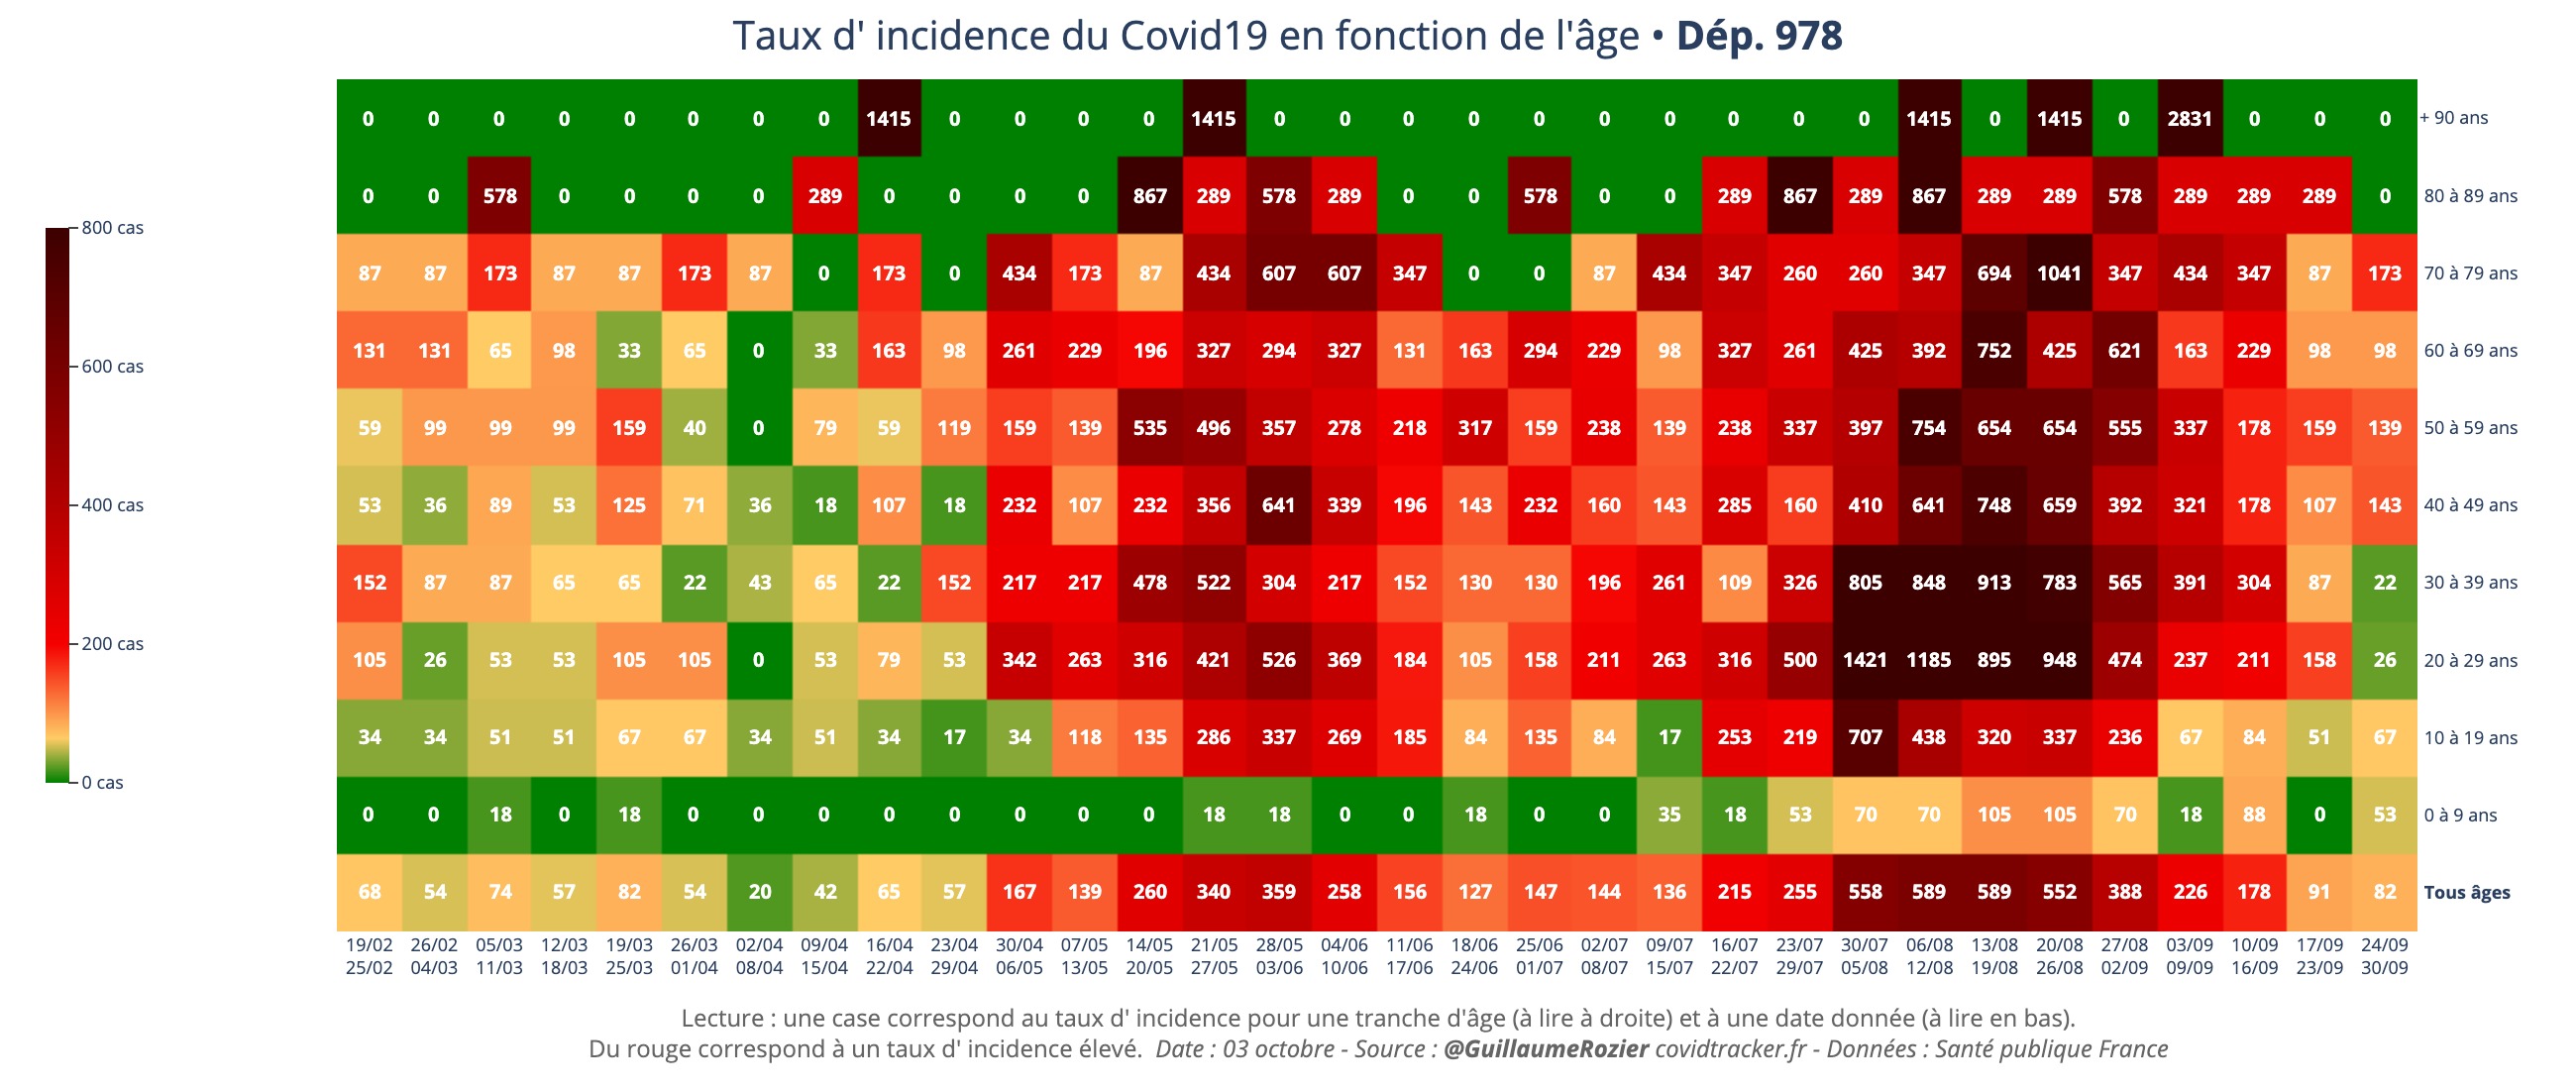 Taux d' incidence du Covid19 en fonction de l'âge • Dép. 978
0 0 0 0 0 0 0 0 1415 0 0 0 0 1415 0 0 0 0 0 0 0 0 0 0 1415 0 1415 0 2831 0 0 0 + 90 ans
0 0 578 0 0 0 0 289 0 0 0 0 867 289 578 289 0 0 578 0 0 289 867 289 867 289 289 578 289 289 289 0 80 à 89 ans
800 cas
87 87 173 87 87 173 87 0 173 0 434 173 87 434 607 607 347 0 0 87 434 347 260 260 347 694 1041 347 434 347 87 173 70 à 79 ans
131 131 65 98 33 65 0 33 163 98 261 229 196 327 294 327 131 163 294 229 98 327 261 425 392 752 425 621 163 229 98 98 60 à 69 ans
600 cas
59 99 99 99 159 40 0 79 59 119 159 139 535 496 357 278 218 317 159 238 139 238 337 397 754 654 654 555 337 178 159 139 50 à 59 ans
400 cas
53 36 89 53 125 71 36 18 107 18 232 107 232 356 641 339 196 143 232 160 143 285 160 410 641 748 659 392 321 178 107 143 40 à 49 ans
152 87 87 65 65 22 43 65 22 152 217 217 478 522 304 217 152 130 130 196 261 109 326 805 848 913 783 565 391 304 87 22 30 à 39 ans
200 cas
105 26 53 53 105 105 0 53 79 53 342 263 316 421 526 369 184 105 158 211 263 316 500 1421 1185 895 948 474 237 211 158 26 20 à 29 ans
34 34 51 51 67 67 34 51 34 17 34 118 135 286 337 269 185 84 135 84 17 253 219 707 438 320 337 236 67 84 51 67 10 à 19 ans
0 cas
0 0 18 0 18 0 0 0 0 0 0 0 0 18 18 0 0 18 0 0 35 18 53 70 70 105 105 70 18 88 0 53 0 à 9 ans
68 54 74 57 82 54 20 42 65 57 167 139 260 340 359 258 156 127 147 144 136 215 255 558 589 589 552 388 226 178 91 82 Tous âges
19/02 26/02 05/03 12/03 19/03 26/03 02/04 09/04 16/04 23/04 30/04 07/05 14/05 21/05 28/05 04/06 11/06 18/06 25/06 02/07 09/07 16/07 23/07 30/07 06/08 13/08 20/08 27/08 03/09 10/09 17/09 24/09
25/02 04/03 11/03 18/03 25/03 01/04 08/04 15/04 22/04 29/04 06/05 13/05 20/05 27/05 03/06 10/06 17/06 24/06 01/07 08/07 15/07 22/07 29/07 05/08 12/08 19/08 26/08 02/09 09/09 16/09 23/09 30/09
Lecture : une case correspond au taux d' incidence pour une tranche d'âge (à lire à droite) et à une date donnée (à lire en bas).
Du rouge correspond à un taux d' incidence élevé. Date : 03 octobre - Source : @GuillaumeRozier covidtracker.fr - Données : Santé publique France